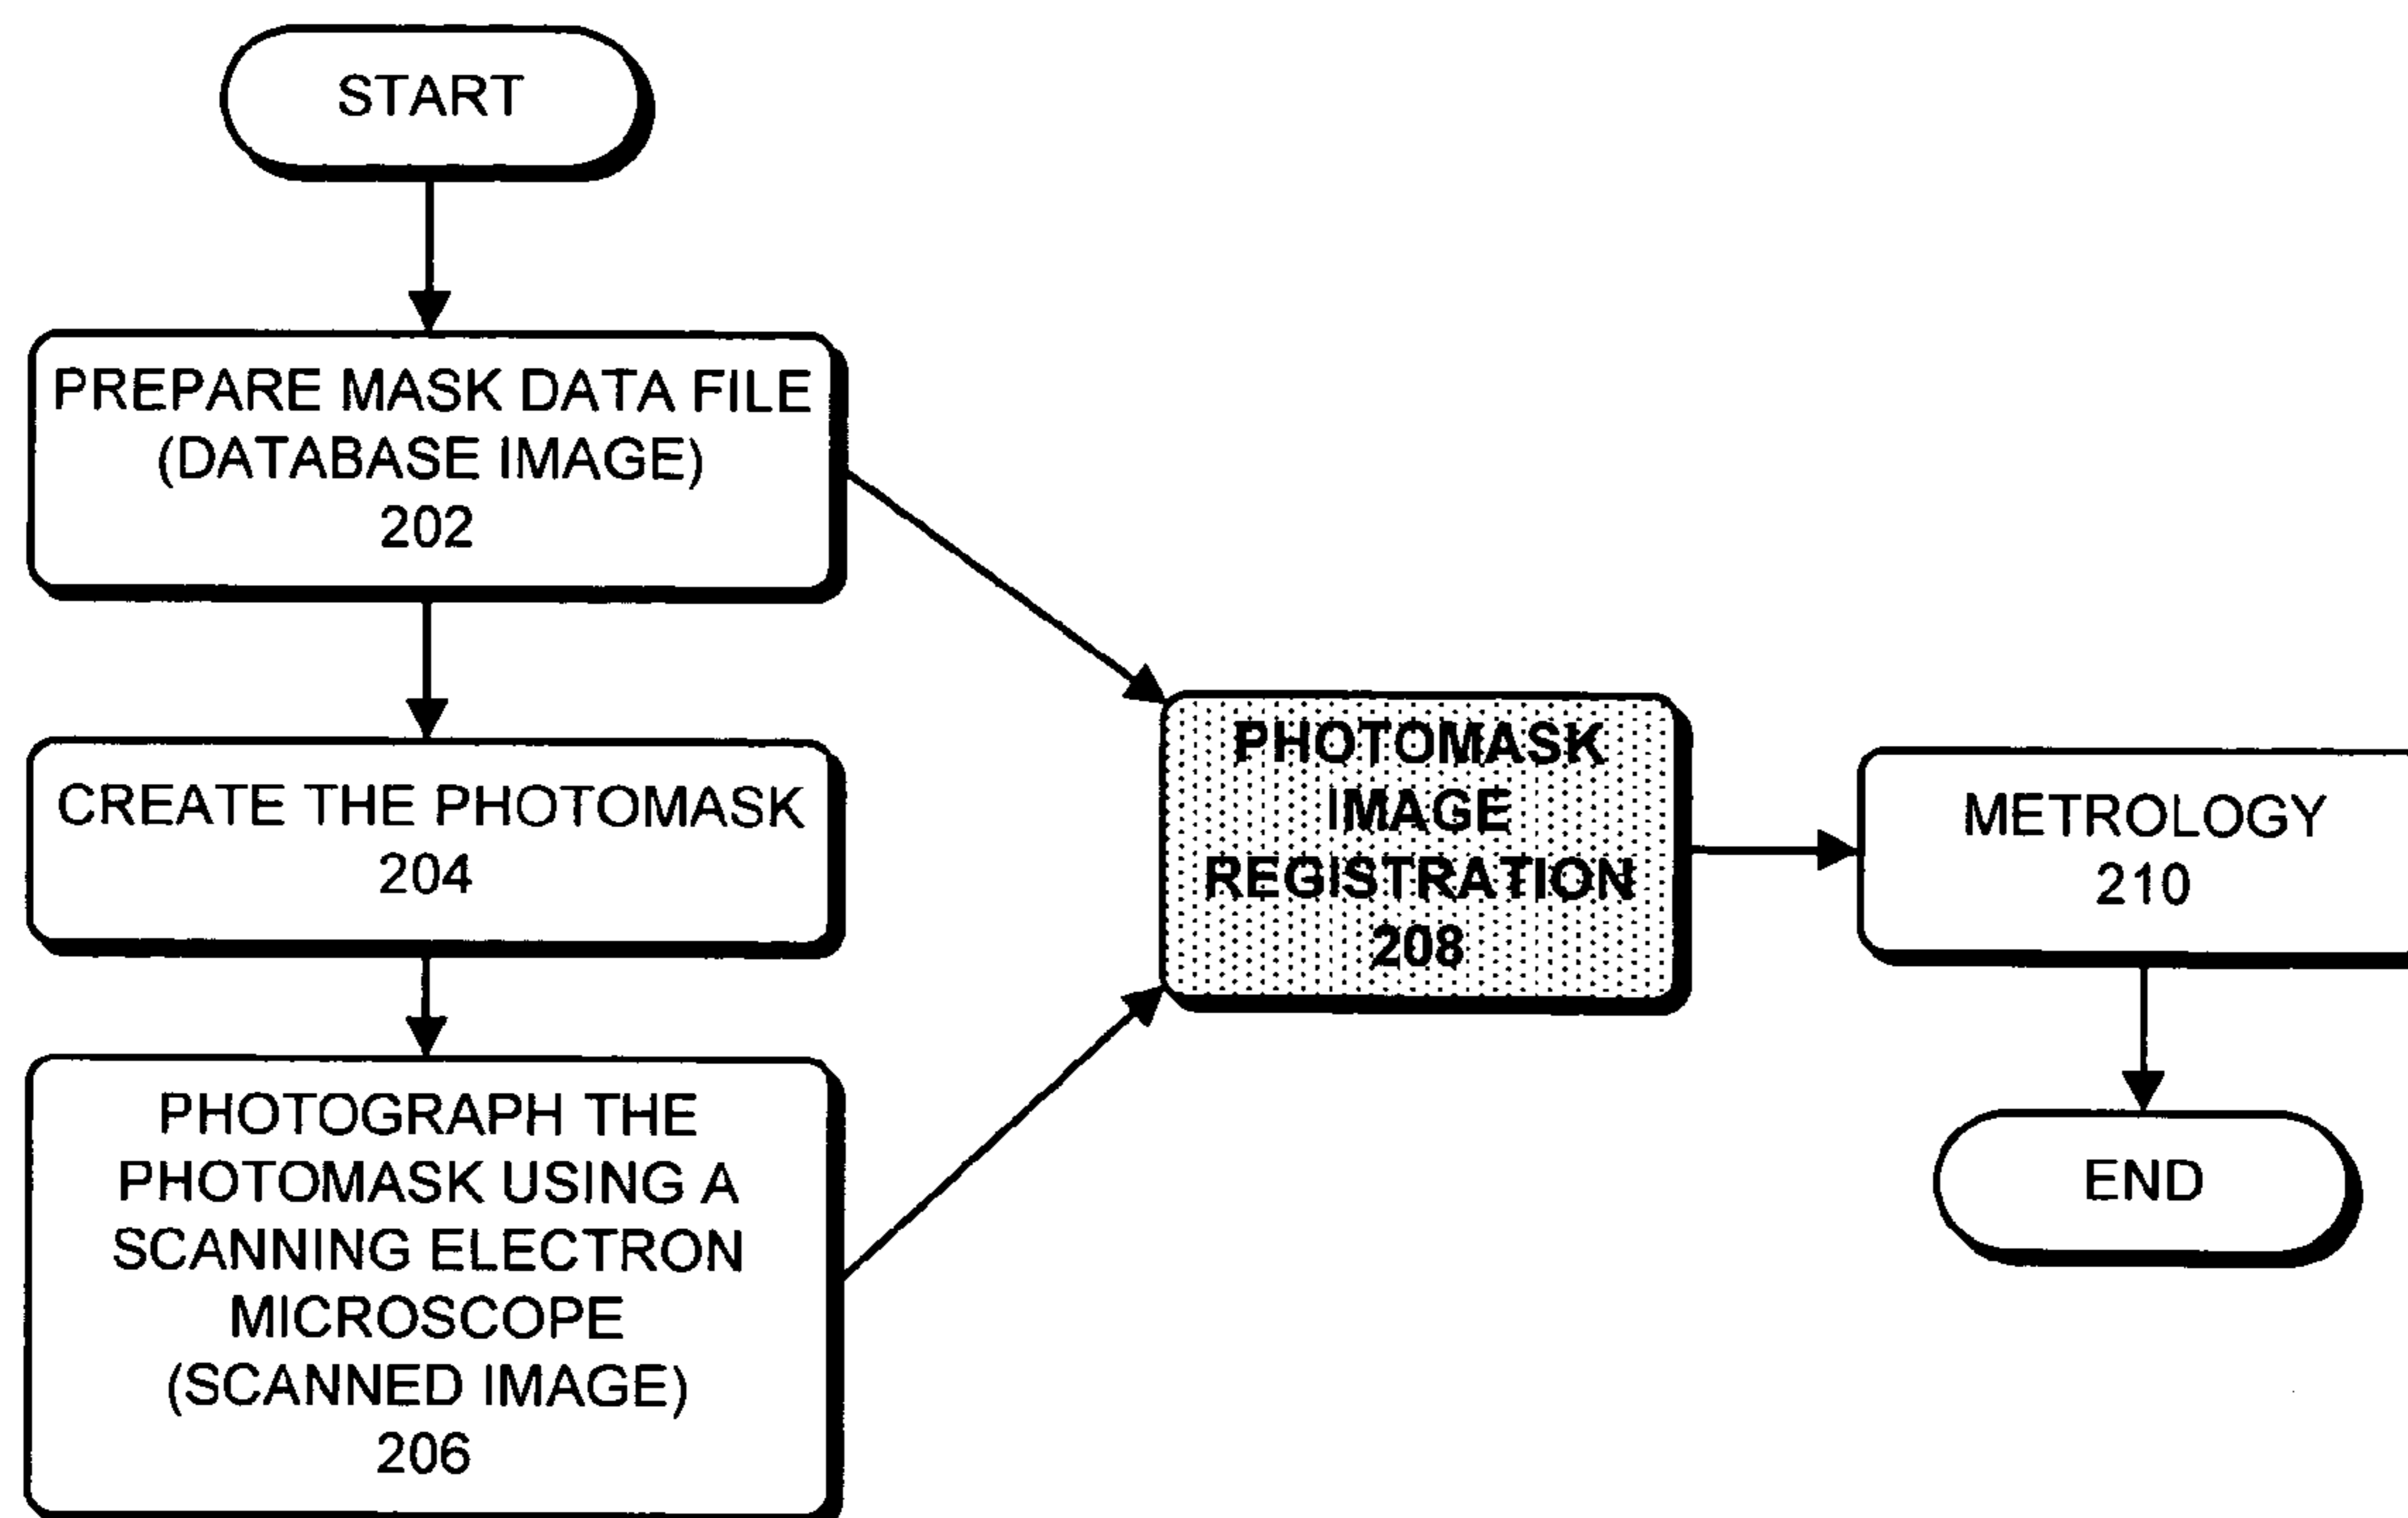 START
PREPARE MASK DATA FILE
(DATABASE IMAGE)
202
CREATE THE PHOTOMASK
204
PHOTOGRAPH THE
PHOTOMASK USING A
SCANNING ELECTRON
MICROSCOPE
(SCANNED IMAGE)
206
PHOTOMASK
IMAGE
REGISTRATION
208
METROLOGY
210
END